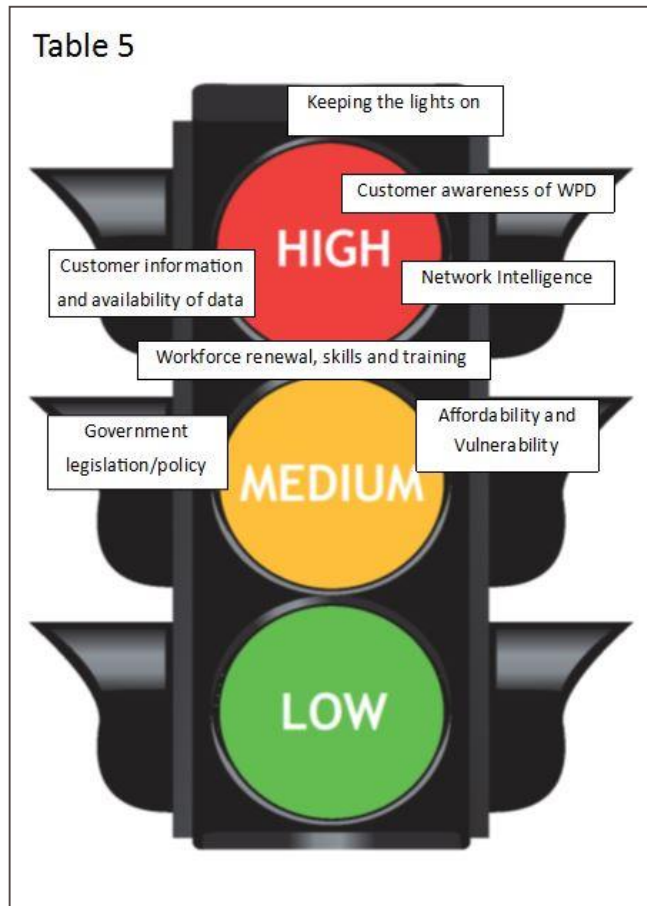 Table 5
Keeping the lights on
Customer awareness of WPD
HIGH
Customer information
and availability of data
Network Intelligence
Workforce renewal, skills and training
Government
legislation/policy
Affordability and
Vulnerability
MEDIUM
LOW